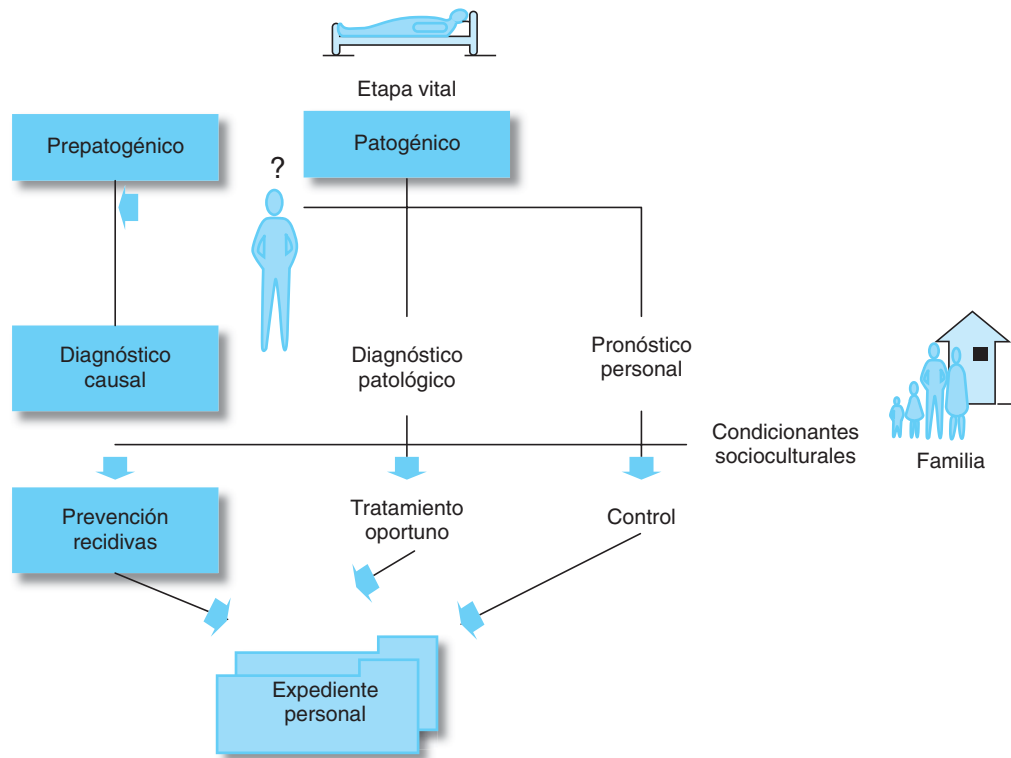 Etapa vital
Prepatogénico
Patogénico
?
Diagnóstico
causal
Diagnóstico
patológico
Pronóstico
personal
Condicionantes
socioculturales
Familia
Prevención
recidivas
Tratamiento
oportuno
Control
Expediente
personal